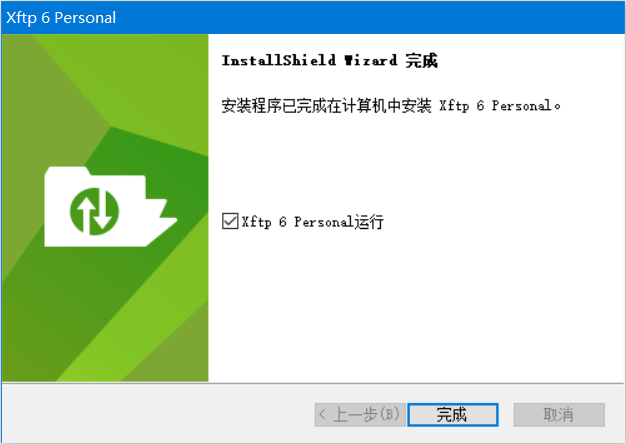 Xftp 6 Personal
InstallShield Wizard 完成
安装程序已完成在计算机中安装 Xftp 6 Personal。
Xftp 6 Personal运行
< 上一步(B)
完成
取消